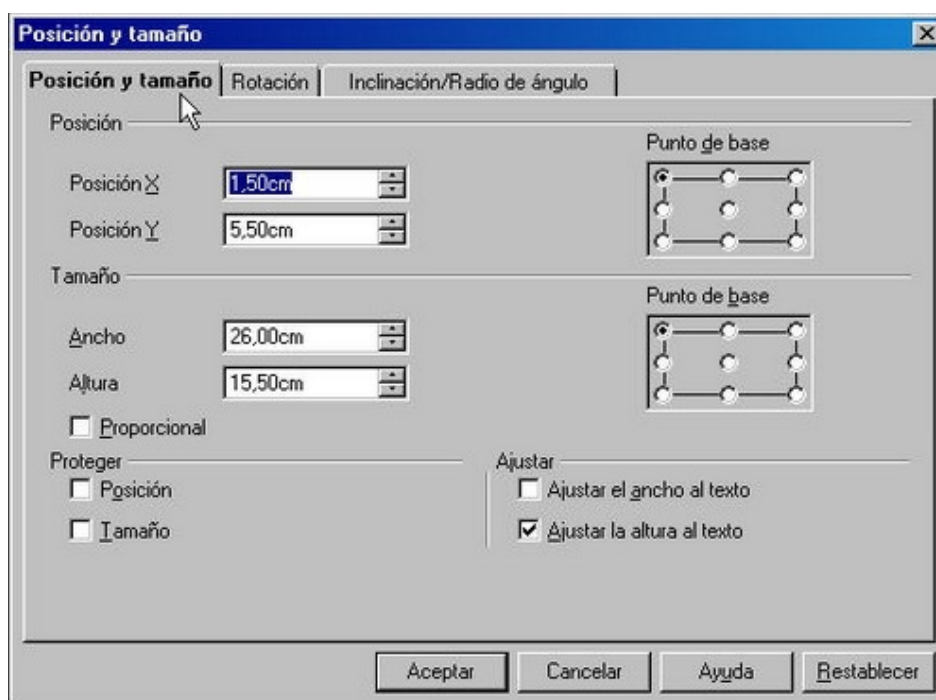 Posición y tamaño
Posición y tamaño Rotación Inclinación/Radio de ángulo
Posición
Punto de base
Posición X 1,50cm
Posición Y 5,50cm
Tamaño
Punto de base
Ancho 26,00cm
Altura 15,50cm
Proporcional
Proteger Ajustar
Posición Ajustar el ancho al texto
Tamaño Ajustar la altura al texto
Aceptar Cancelar Ayuda Restablecer